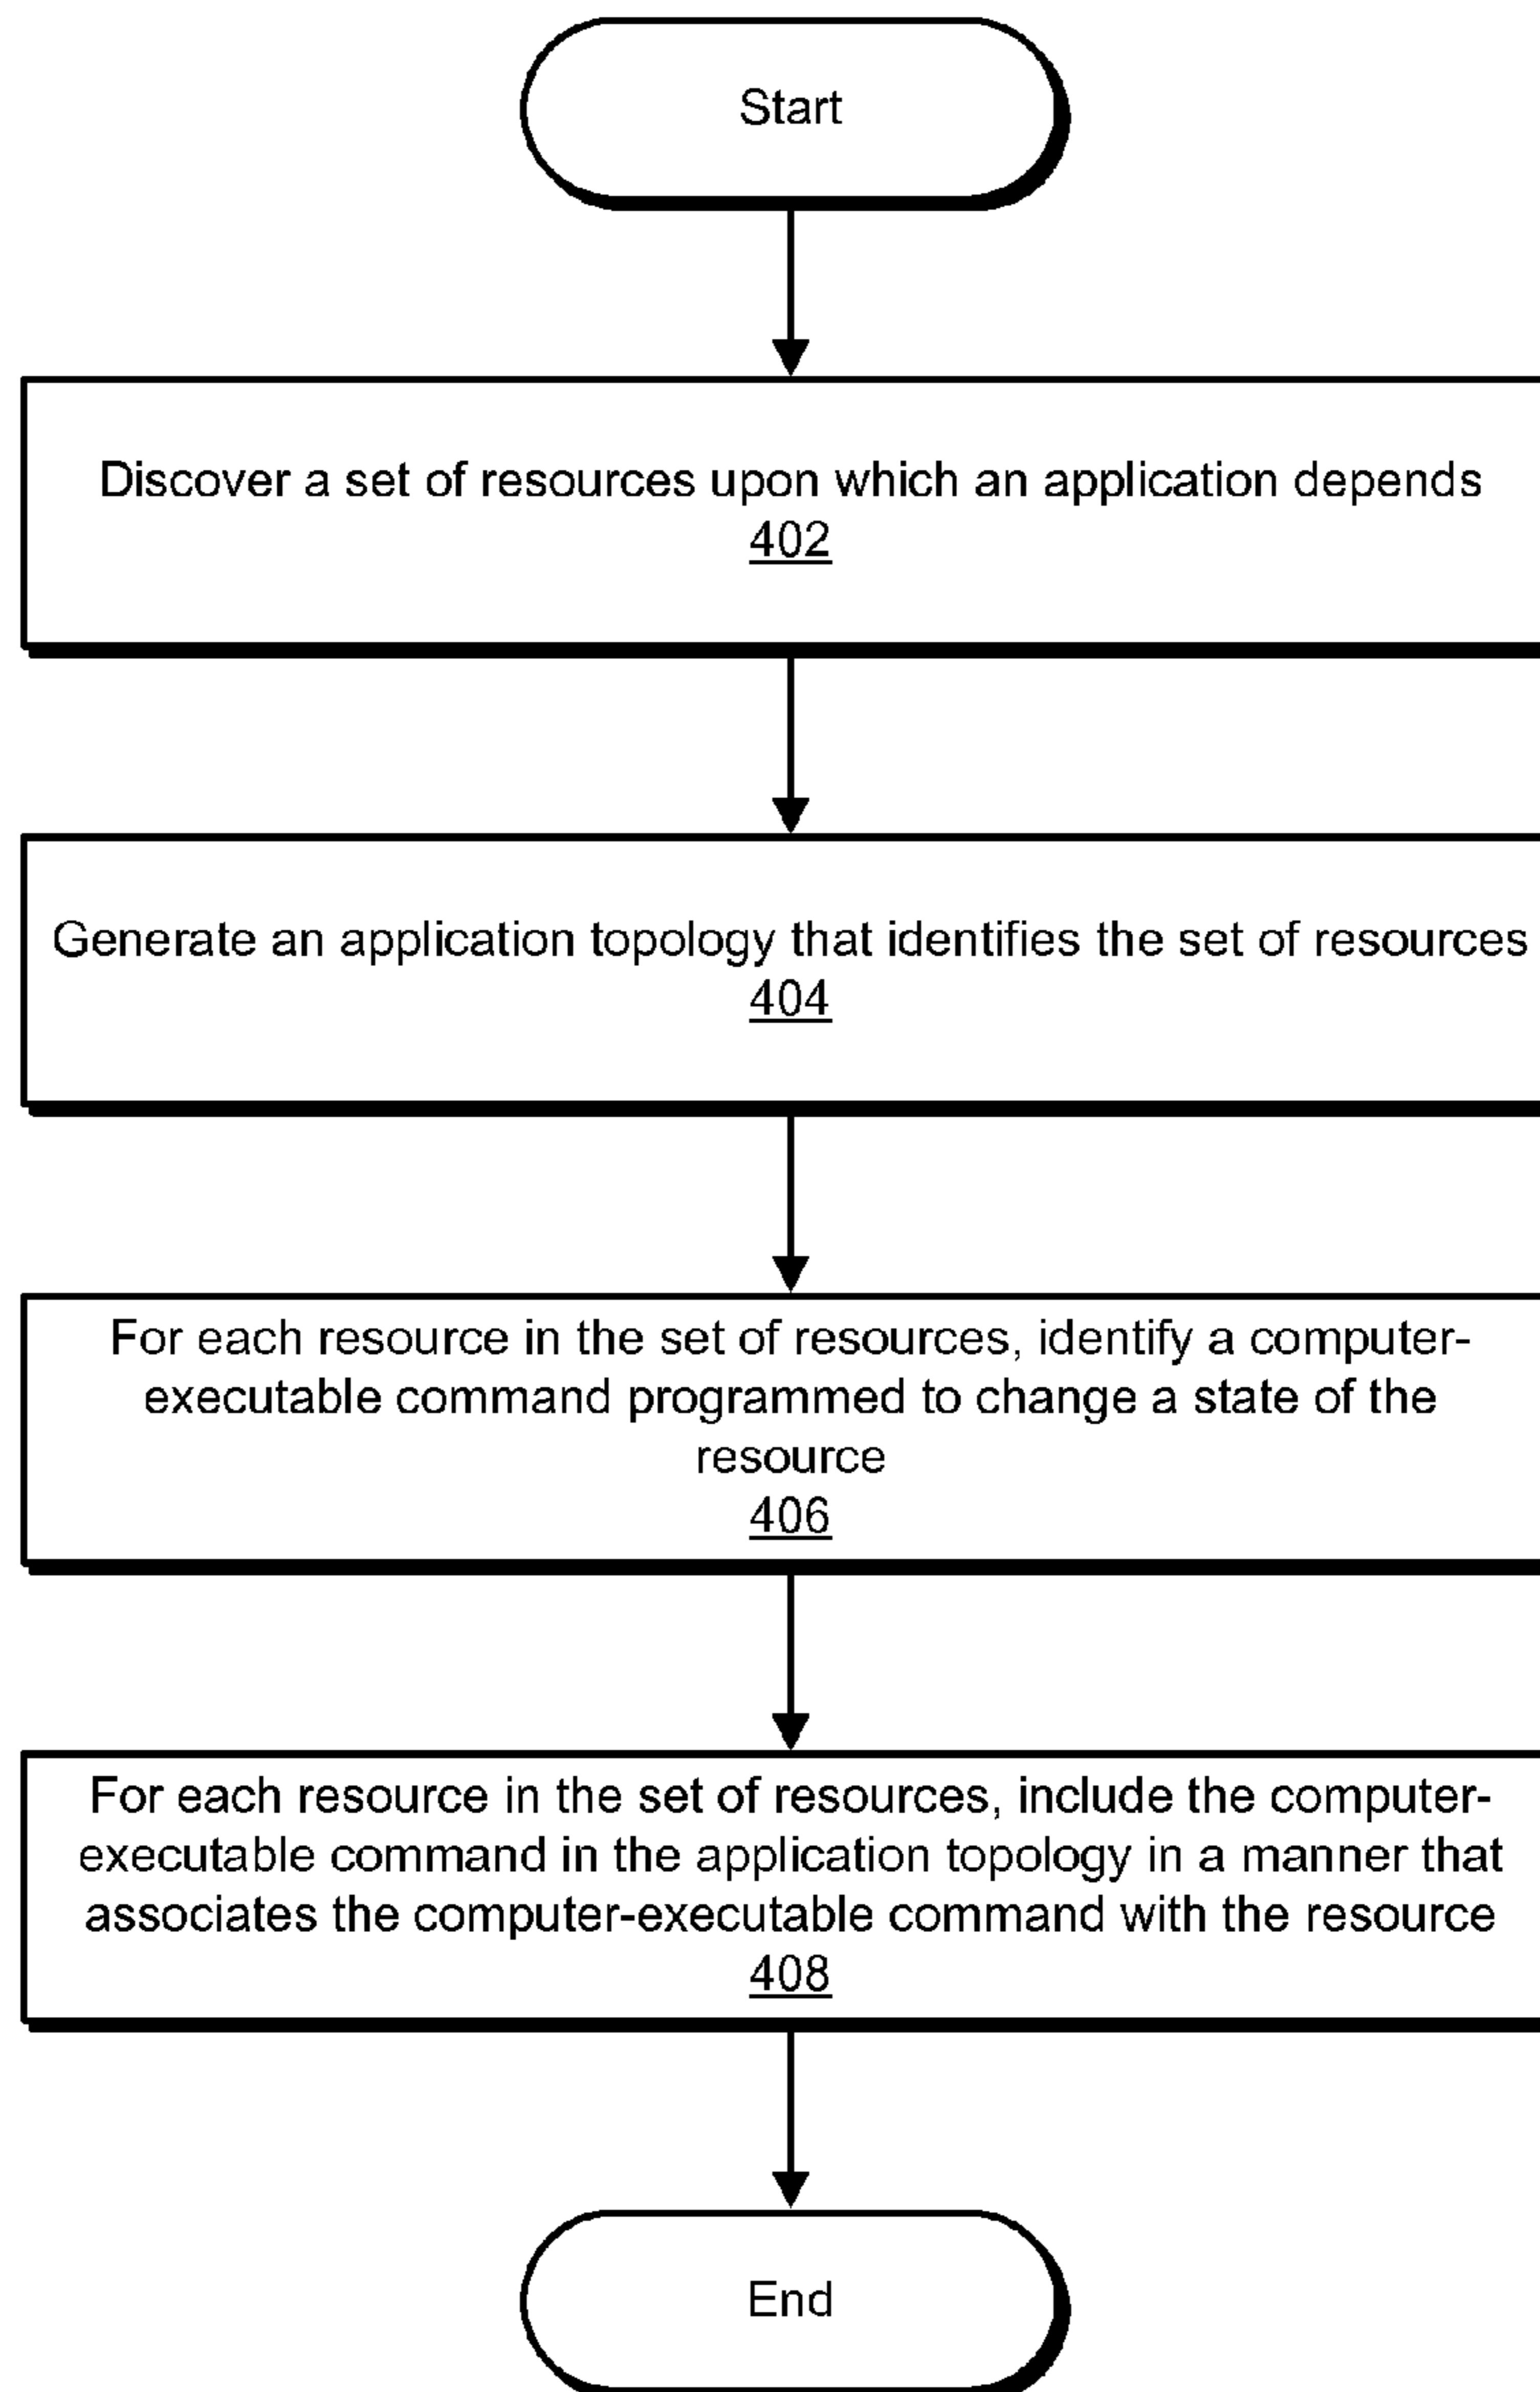 Start
Discover a set of resources upon which an application depends
402
Generate an application topology that identifies the set of resources
404
For each resource in the set of resources, identify a computer-
executable command programmed to change a state of the
resource
406
For each resource in the set of resources, include the computer-
executable command in the application topology in a manner that
associates the computer-executable command with the resource
408
End